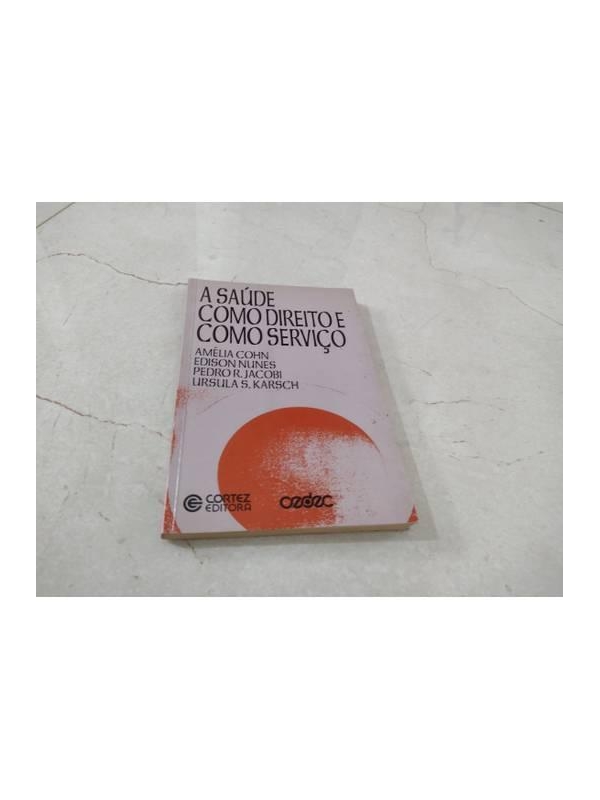 A SAÚDE
COMO DIREITO E
COMO SERVIÇO
AMÉLIA COHN
EDISON NUNES
PEDRO R. JACOBI
URSULA S. KARSCH
CORTEZ
EDITORA
cedec